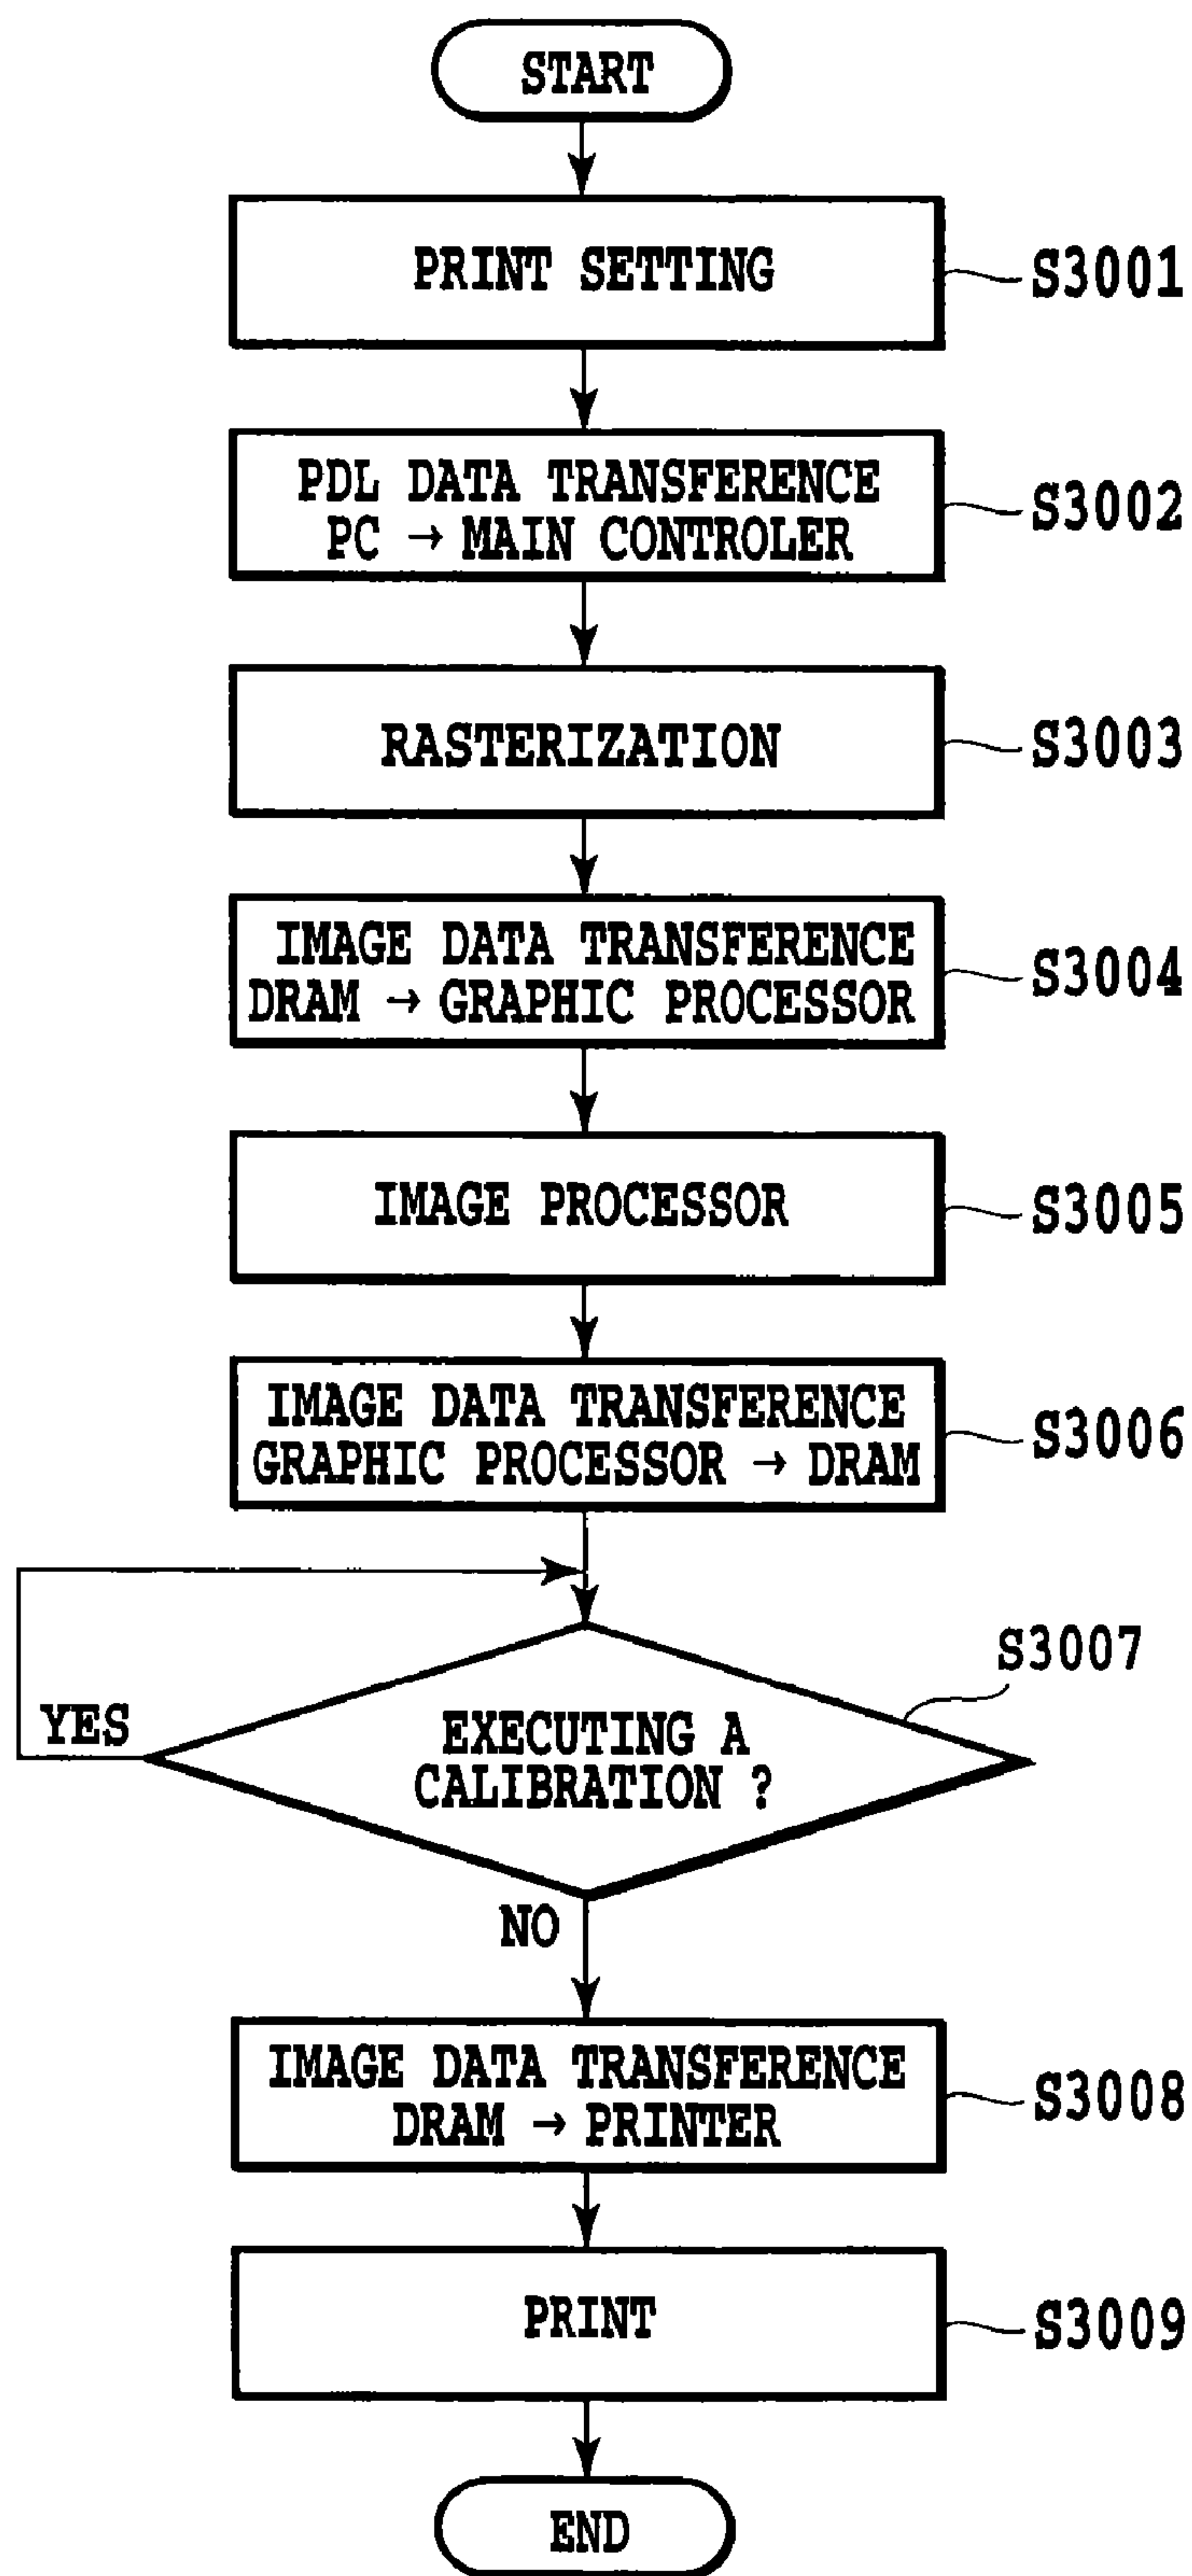 START
PRINT SETTING
S3001
PDL DATA TRANSFERENCE
PC → MAIN CONTROLER
S3002
RASTERIZATION
S3003
IMAGE DATA TRANSFERENCE
DRAM → GRAPHIC PROCESSOR
S3004
IMAGE PROCESSOR
S3005
IMAGE DATA TRANSFERENCE
GRAPHIC PROCESSOR → DRAM
S3006
S3007
YES
EXECUTING A
CALIBRATION ?
NO
IMAGE DATA TRANSFERENCE
DRAM → PRINTER
S3008
PRINT
S3009
END